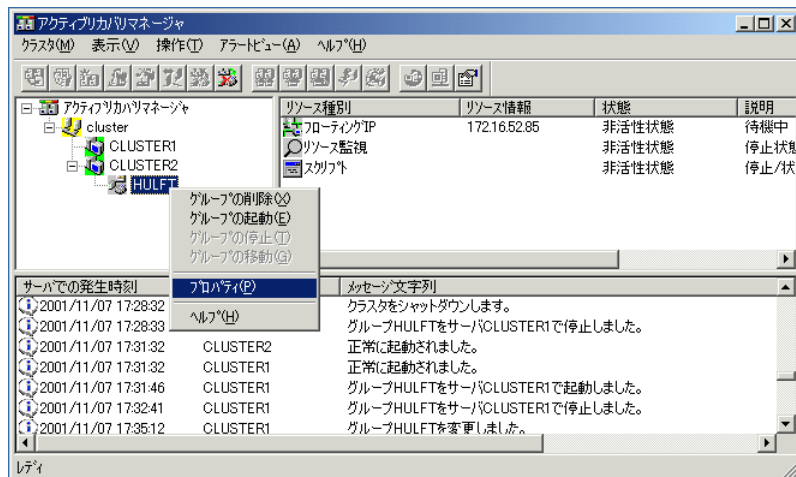 アクティブリカバリマネージャ
クラスタ(M) 表示(V) 操作(T) アラートビュー(A) ヘルプ(H)
アクティブリカバリマネージャ
cluster
CLUSTER1
CLUSTER2
HULFT
リソース種別 リソース情報 状態 説明
フローティングIP 172.16.52.85 非活性状態 待機中
リソース監視 非活性状態 停止状態
スクリプト 非活性状態 停止/状
グループの削除(X)
グループの起動(E)
グループの停止(T)
グループの移動(G)
プロパティ(P)
ヘルプ(H)
サーバでの発生時刻 メッセージ文字列
2001/11/07 17:28:32 クラスタをシャットダウンします。
2001/11/07 17:28:33 グループHULFTをサーバCLUSTER1で停止しました。
2001/11/07 17:31:32 CLUSTER2 正常に起動されました。
2001/11/07 17:31:32 CLUSTER1 正常に起動されました。
2001/11/07 17:31:46 CLUSTER1 グループHULFTをサーバCLUSTER1で起動しました。
2001/11/07 17:32:41 CLUSTER1 グループHULFTをサーバCLUSTER1で停止しました。
2001/11/07 17:35:12 CLUSTER1 グループHULFTを変更しました。
レディ